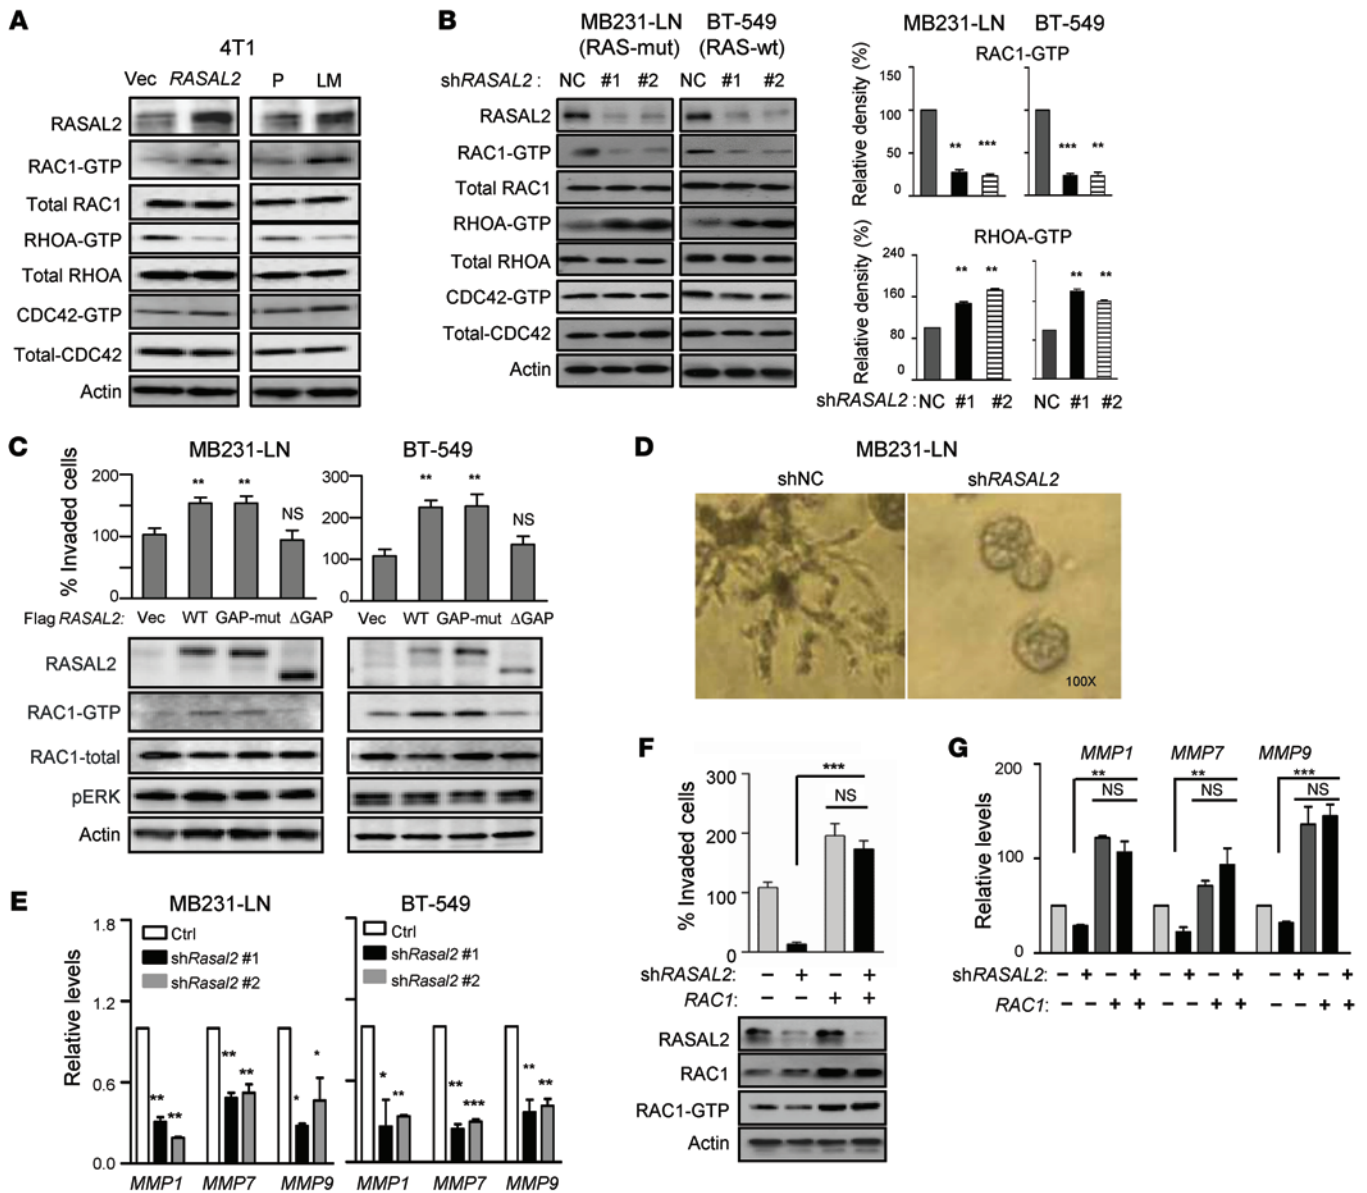 A
4T1
Vec RASAL2 P LM
RASAL2
RAC1-GTP
Total RAC1
RHOA-GTP
Total RHOA
CDC42-GTP
Total-CDC42
Actin
B
MB231-LN BT-549
(RAS-mut) (RAS-wt)
shRASAL2 : NC #1 #2 NC #1 #2
RASAL2
RAC1-GTP
Total RAC1
RHOA-GTP
Total RHOA
CDC42-GTP
Total-CDC42
Actin
MB231-LN BT-549
RAC1-GTP
Relative density (%)
150
100
50
0
** *** *** **
RHOA-GTP
Relative density (%)
240
160
80
0
** ** ** **
shRASAL2 : NC #1 #2 NC #1 #2
C
MB231-LN BT-549
% Invaded cells
200
100
0
** ** NS
300
200
100
0
** ** NS
Flag RASAL2: Vec WT GAP-mut ΔGAP Vec WT GAP-mut ΔGAP
RASAL2
RAC1-GTP
RAC1-total
pERK
Actin
D
MB231-LN
shNC shRASAL2
100X
E
MB231-LN BT-549
Relative levels
1.8
1.2
0.6
0.0
Ctrl
shRasal2 #1
shRasal2 #2
Ctrl
shRasal2 #1
shRasal2 #2
** ** ** ** * *
* ** ** *** ** **
MMP1 MMP7 MMP9 MMP1 MMP7 MMP9
F
% Invaded cells
300
200
100
0
***
NS
shRASAL2: − + − +
RAC1: − − + +
RASAL2
RAC1
RAC1-GTP
Actin
G
MMP1 MMP7 MMP9
Relative levels
200
100
0
** ** ***
NS NS NS
shRASAL2: − + − + − + − + − + + +
RAC1: − − + + − − + + − − + +